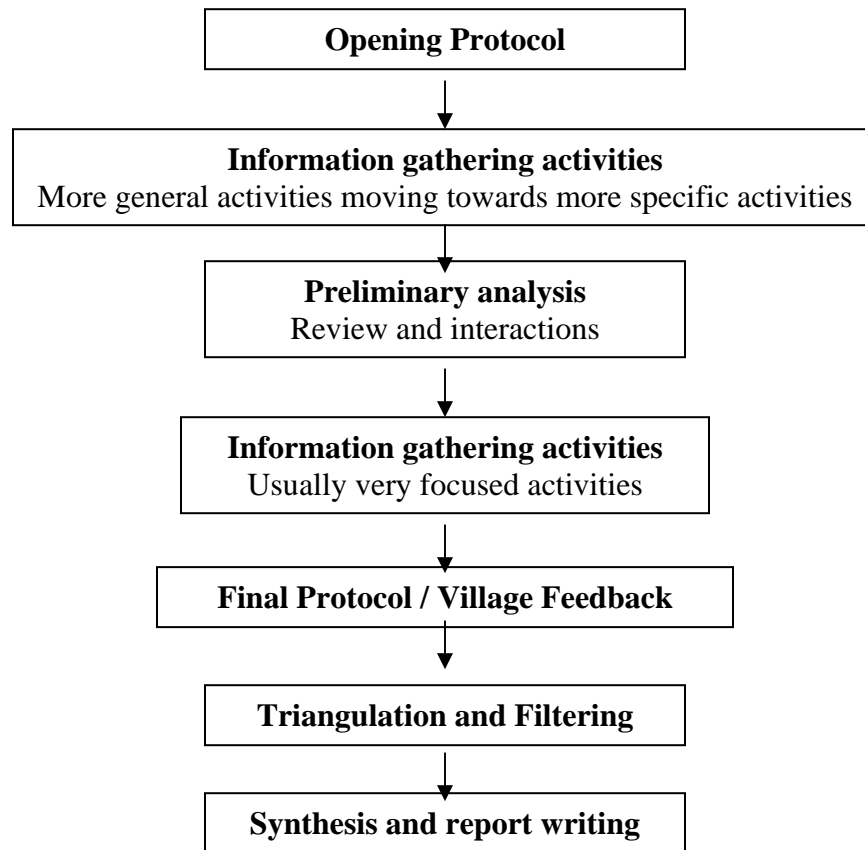 Opening Protocol
Information gathering activities
More general activities moving towards more specific activities
Preliminary analysis
Review and interactions
Information gathering activities
Usually very focused activities
Final Protocol / Village Feedback
Triangulation and Filtering
Synthesis and report writing